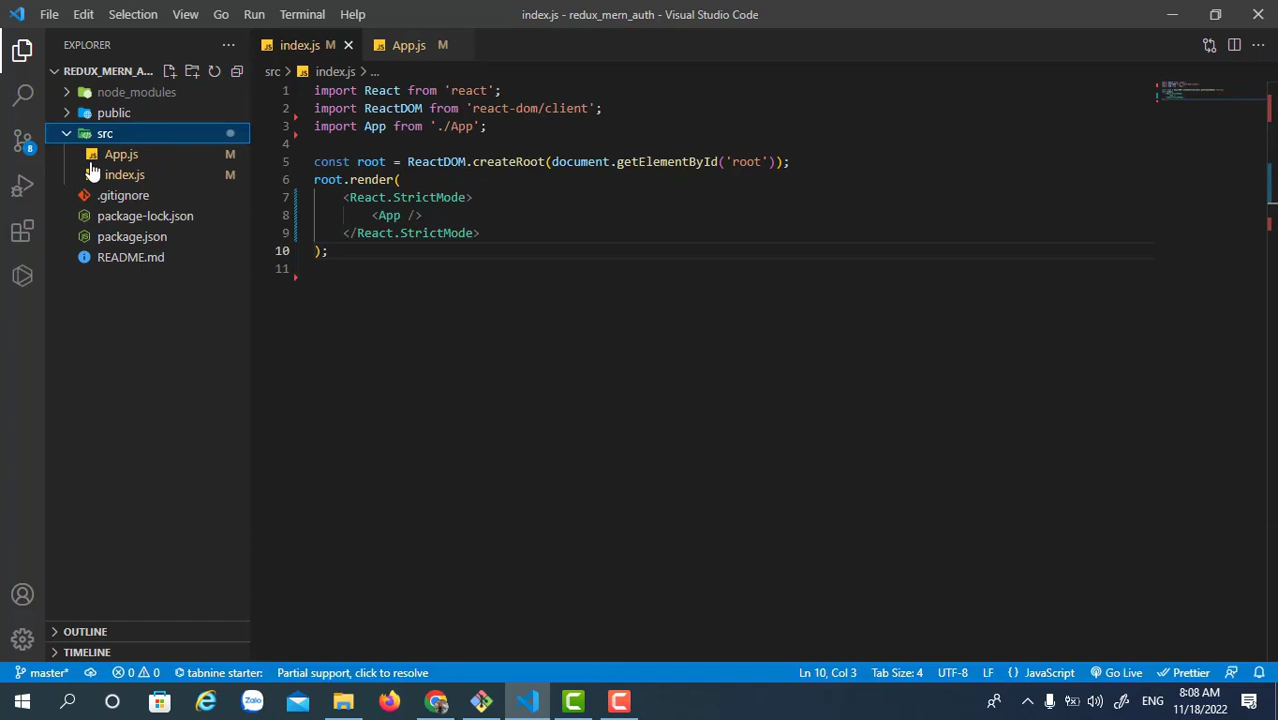 File Edit Selection View Go Run Terminal Help index.js - redux_mern_auth - Visual Studio Code
EXPLORER
index.js M
App.js M
REDUX_MERN_A...
src index.js ...
node_modules
public
src
App.js M
index.js M
.gitignore
package-lock.json
package.json
README.md
1 import React from 'react';
2 import ReactDOM from 'react-dom/client';
3 import App from './App';
4
5 const root = ReactDOM.createRoot(document.getElementById('root'));
6 root.render(
7 <React.StrictMode>
8 <App />
9 </React.StrictMode>
10 );
11
8
OUTLINE
TIMELINE
master* 0 0 tabnine starter: Partial support, click to resolve Ln 10, Col 3 Tab Size: 4 UTF-8 LF { } JavaScript Go Live Prettier
Zalo
ENG
8:08 AM
11/18/2022